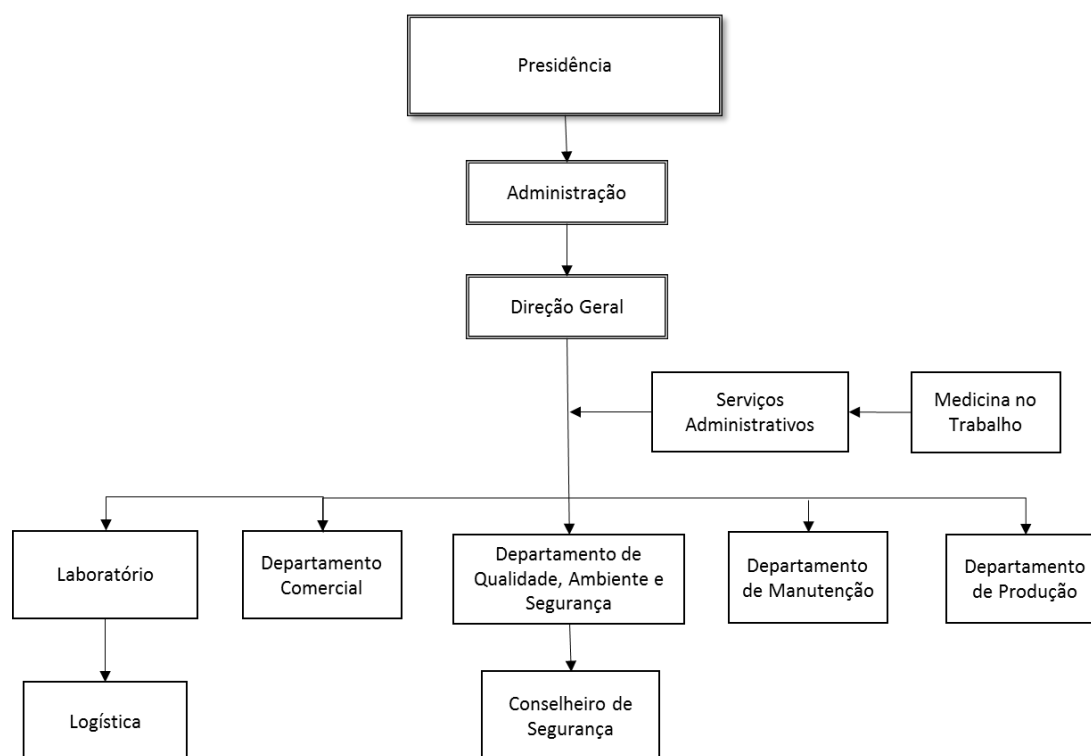 Presidência
Administração
Direção Geral
Serviços
Administrativos
Medicina no
Trabalho
Laboratório
Departamento
Comercial
Departamento de
Qualidade, Ambiente e
Segurança
Departamento
de Manutenção
Departamento
de Produção
Logística
Conselheiro de
Segurança